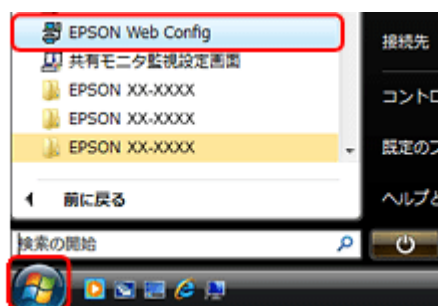 EPSON Web Config
共有モニタ監視設定画面
EPSON XX-XXXX
EPSON XX-XXXX
EPSON XX-XXXX
前に戻る
検索の開始
接続先
コントロ
既定のフ
ヘルプと